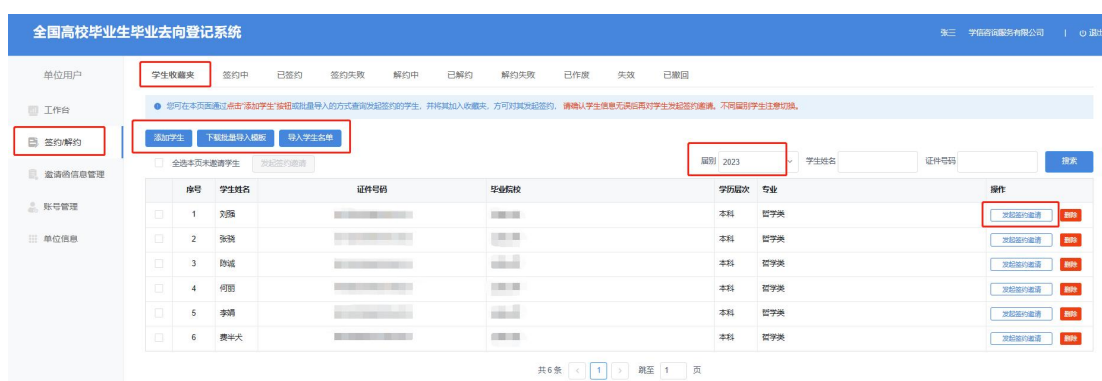 全国高校毕业生毕业去向登记系统
张三 学信咨询服务有限公司 | 退出
单位用户
工作台
签约/解约
邀请函信息管理
账号管理
单位信息
学生收藏夹 签约中 已签约 签约失败 解约中 已解约 解约失败 已作废 失效 已撤回
您可在本页面通过点击“添加学生”按钮或批量导入的方式查询发起签约的学生，并将其加入收藏夹，方可对其发起签约，请确认学生信息无误后再对学生发起签约邀请。不同届别学生注意切换。
添加学生 下载批量导入模板 导入学生名单
全选本页未邀请学生 发起签约邀请 届别 2023 学生姓名 证件号码 搜索
序号 学生姓名 证件号码 毕业院校 学历层次 专业 操作
1 刘强 本科 哲学类 发起签约邀请 删除
2 张骁 本科 哲学类 发起签约邀请 删除
3 陈诚 本科 哲学类 发起签约邀请 删除
4 何丽 本科 哲学类 发起签约邀请 删除
5 李靖 本科 哲学类 发起签约邀请 删除
6 费半犬 本科 哲学类 发起签约邀请 删除
共 6 条 < 1 > 跳至 1 页